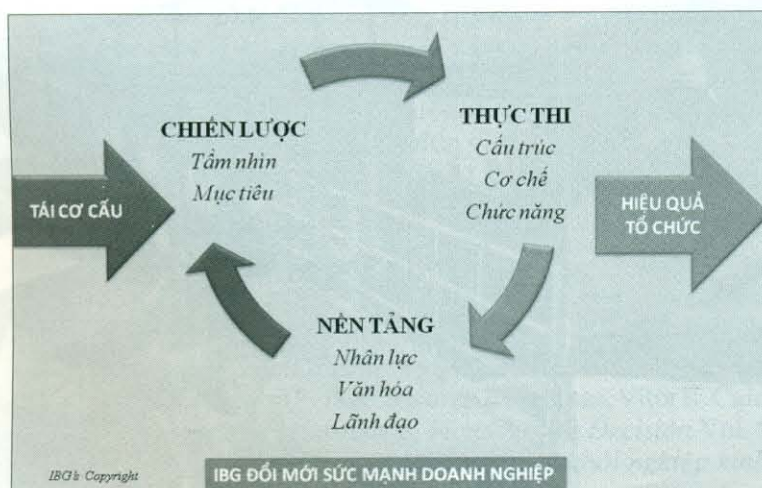 CHIẾN LƯỢC
Tầm nhìn
Mục tiêu
THỰC THI
Cấu trúc
Cơ chế
Chức năng
TÁI CƠ CẤU
HIỆU QUẢ
TỔ CHỨC
NỀN TẢNG
Nhân lực
Văn hóa
Lãnh đạo
IBG's Copyright
IBG ĐỔI MỚI SỨC MẠNH DOANH NGHIỆP